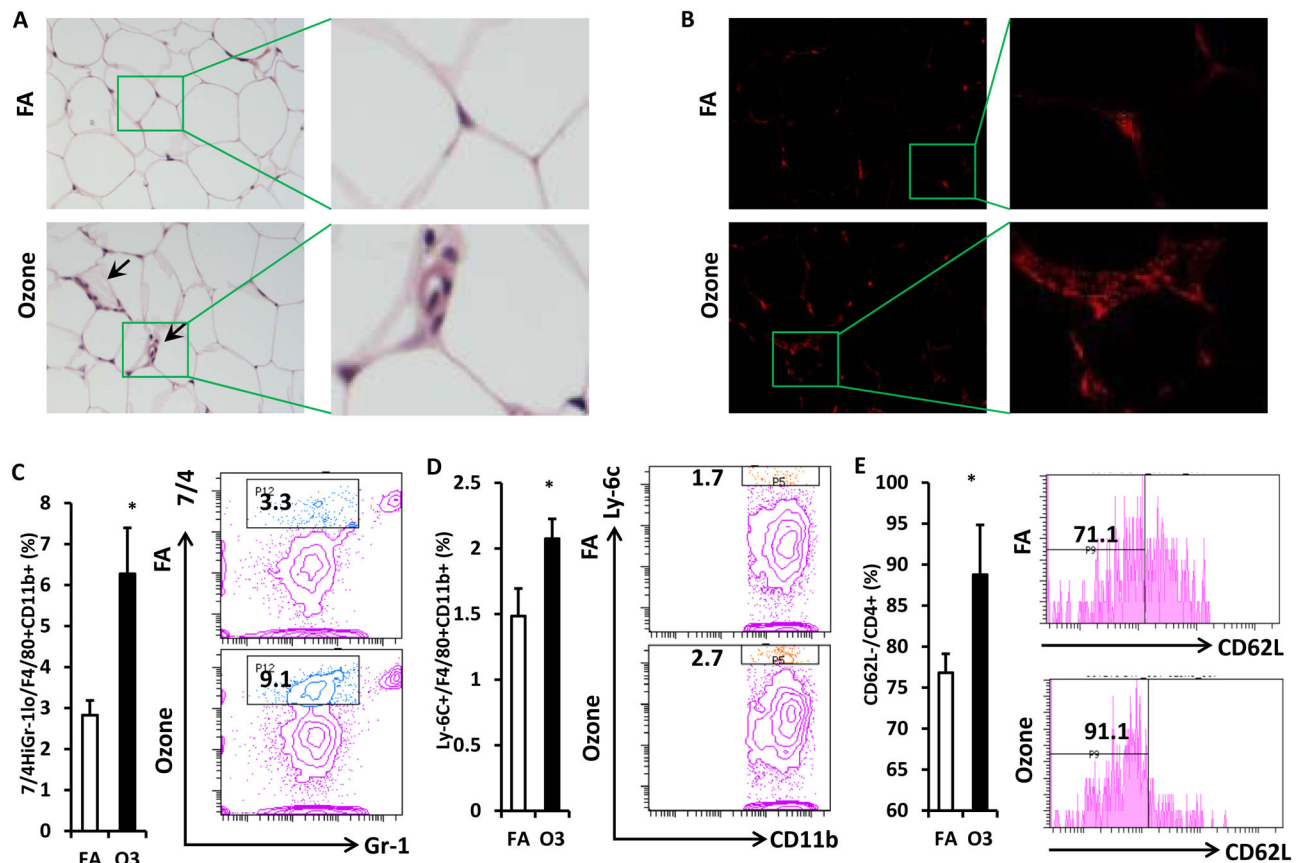 A
B
FA
FA
Ozone
Ozone
C
7/4HiGr-1lo/F4/80+CD11b+ (%)
8
7
6
5
4
3
2
1
0
*
FA O3
7/4
FA
Ozone
P12
3.3
P12
9.1
Gr-1
D
Ly-6C+/F4/80+CD11b+ (%)
2.5
2
1.5
1
0.5
0
*
FA O3
Ly-6c
FA
Ozone
1.7
P5
2.7
P5
CD11b
E
CD62L-/CD4+ (%)
100
95
90
85
80
75
70
65
60
*
FA O3
FA
71.1
P9
CD62L
Ozone
91.1
P9
CD62L